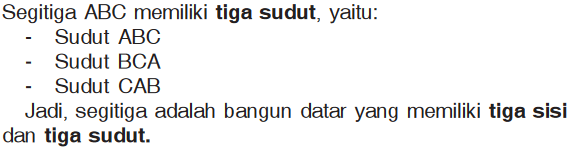 Segitiga ABC memiliki tiga sudut, yaitu:
- Sudut ABC
- Sudut BCA
- Sudut CAB
Jadi, segitiga adalah bangun datar yang memiliki tiga sisi
dan tiga sudut.